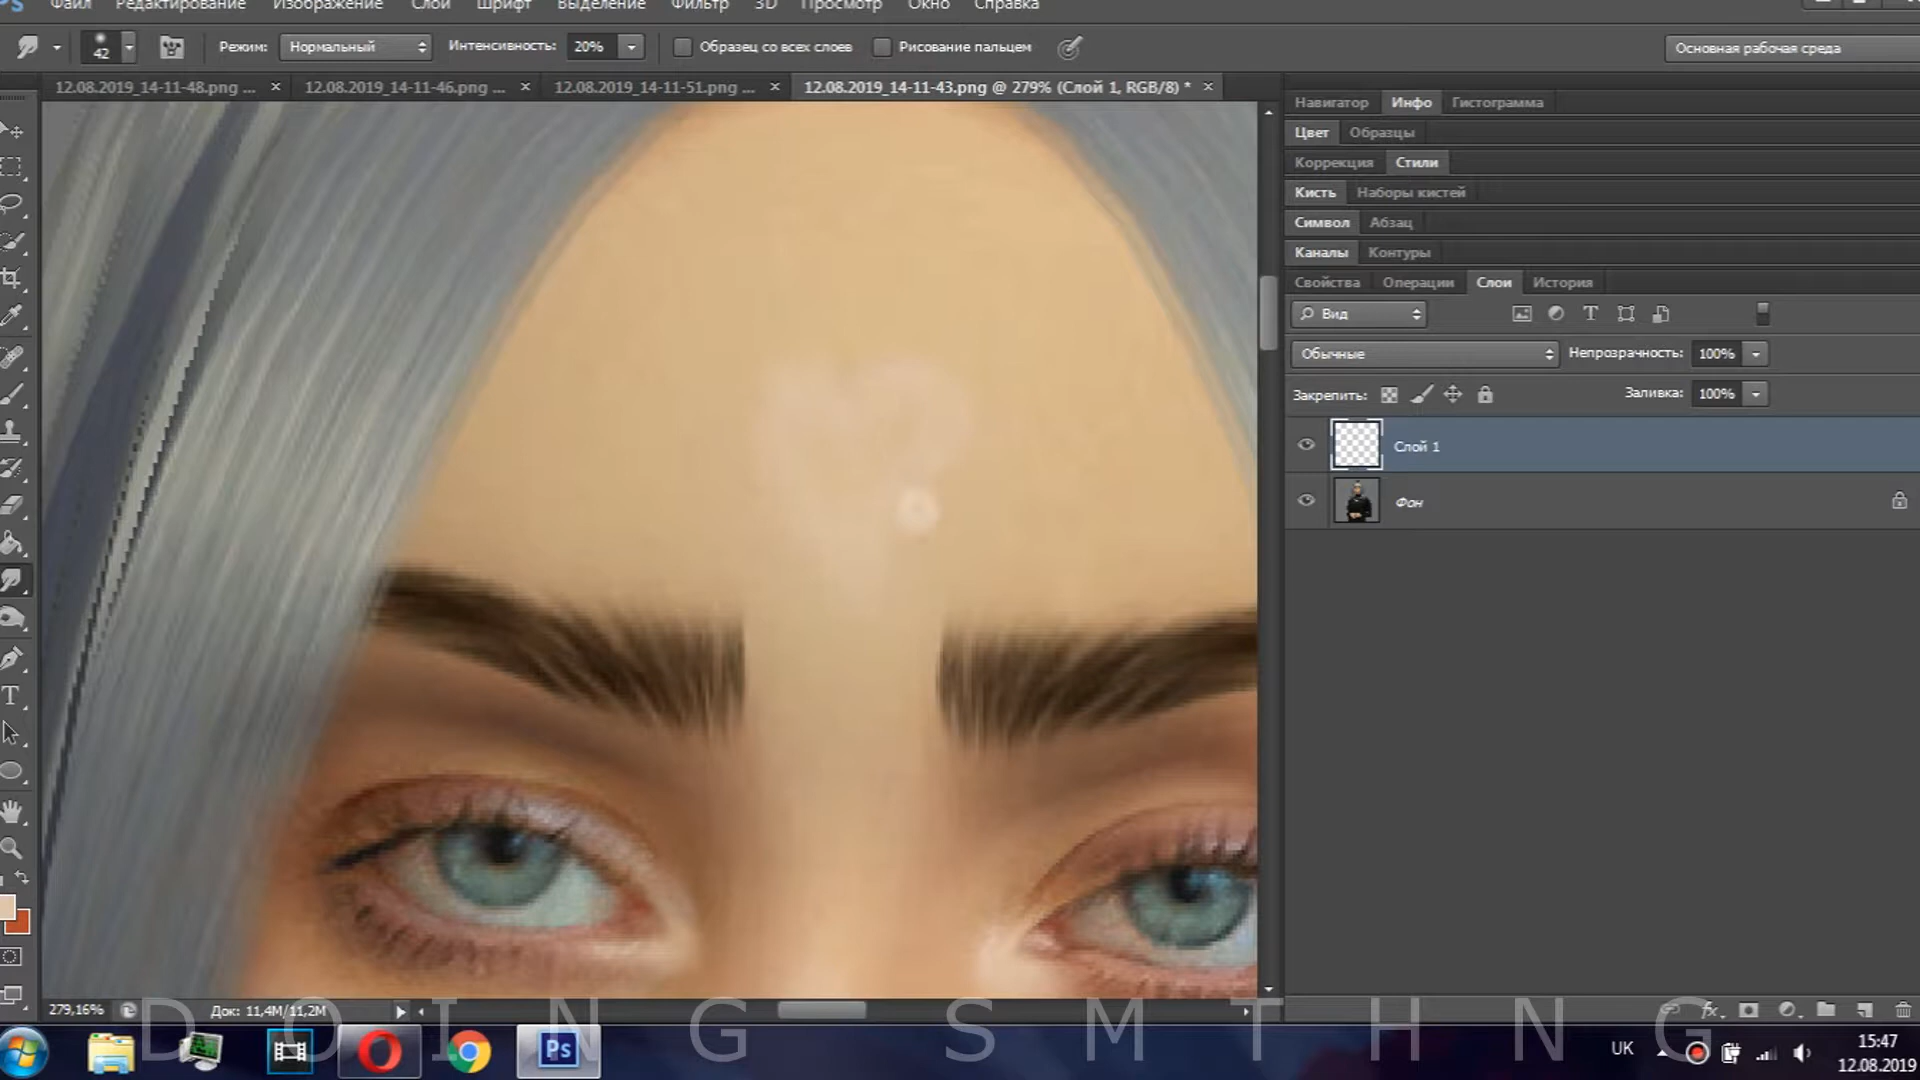 Файл Редактирование Изображение Слои Шрифт Выделение Фильтр 3D Просмотр Окно Справка
42 Режим: Нормальный Интенсивность: 20% Образец со всех слоев Рисование пальцем Основная рабочая среда
12.08.2019_14-11-48.png ... × 12.08.2019_14-11-46.png ... × 12.08.2019_14-11-51.png ... × 12.08.2019_14-11-43.png @ 279% (Слой 1, RGB/8) * ×
Навигатор Инфо Гистограмма
Цвет Образцы
Коррекция Стили
Кисть Наборы кистей
Символ Абзац
Каналы Контуры
Свойства Операции Слои История
Вид
Обычные Непрозрачность: 100%
Закрепить: Заливка: 100%
Слой 1
Фон
279,16% Док: 11,4M/11,2M
DOING SMTHNG
Ps UK 15:47
12.08.2019